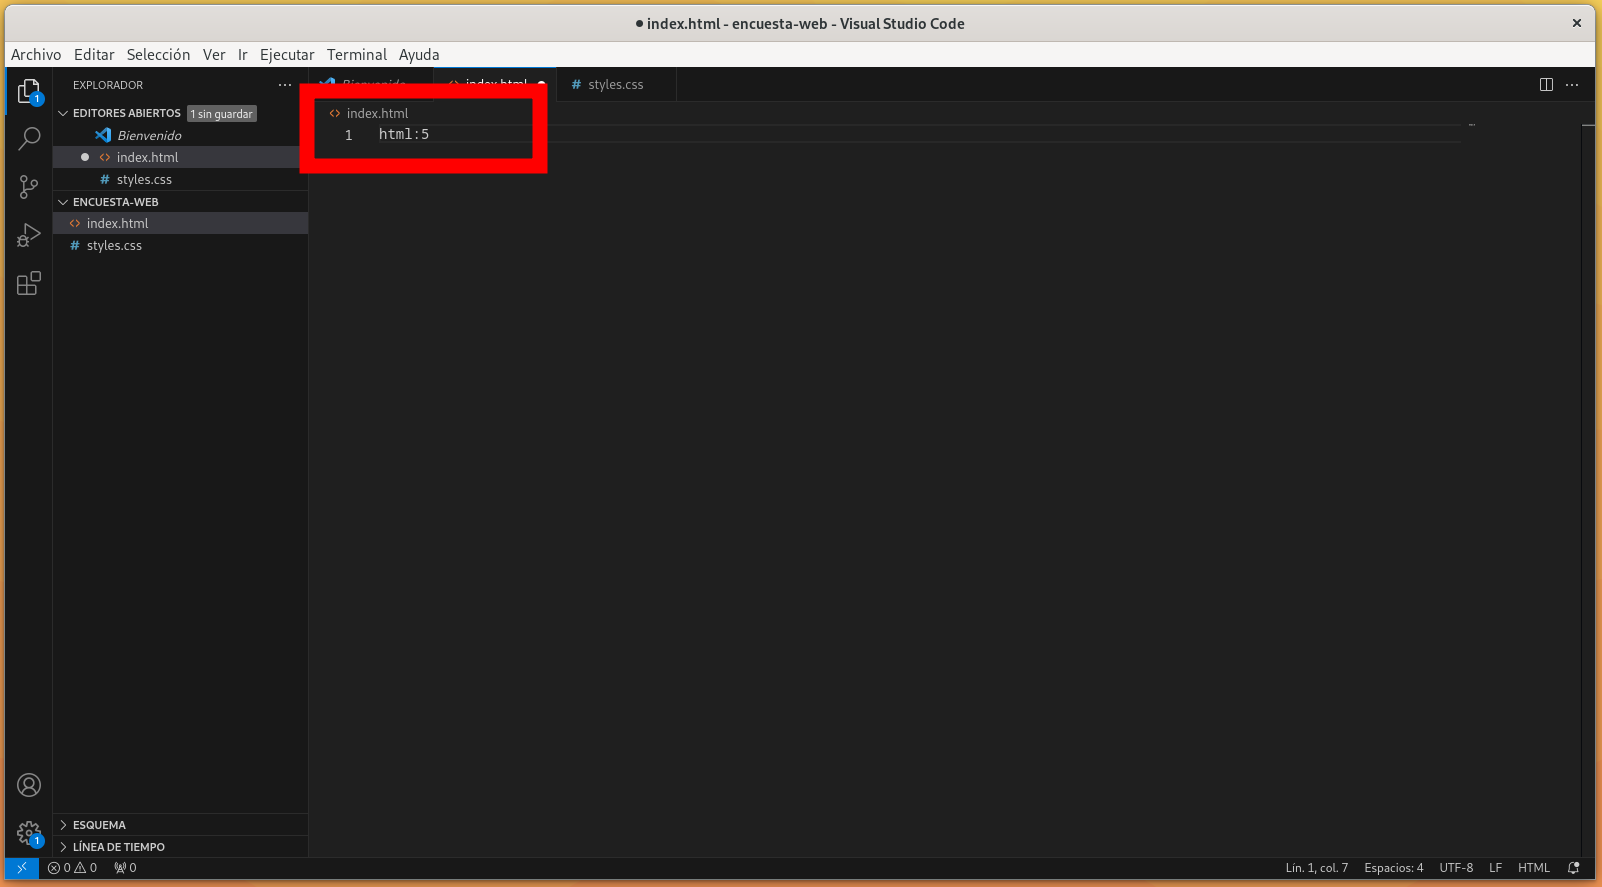 ● index.html - encuesta-web - Visual Studio Code ×
Archivo Editar Selección Ver Ir Ejecutar Terminal Ayuda
EXPLORADOR ···
EDITORES ABIERTOS 1 sin guardar
Bienvenido
● <> index.html
# styles.css
ENCUESTA-WEB
<> index.html
# styles.css
ESQUEMA
LÍNEA DE TIEMPO
Bienvenido <> index.html ● # styles.css ···
<> index.html
1 html:5
1
1
0 0 0
Lín. 1, col. 7 Espacios: 4 UTF-8 LF HTML